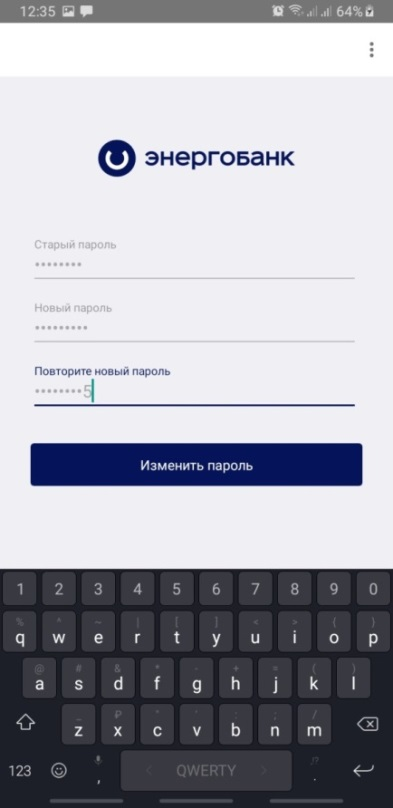 12:35 64%
энергобанк
Старый пароль
••••••••
Новый пароль
•••••••••
Повторите новый пароль
••••••••5
Изменить пароль
1 2 3 4 5 6 7 8 9 0
q w e r t y u i o p
a s d f g h j k l
z x c v b n m
123 , QWERTY .